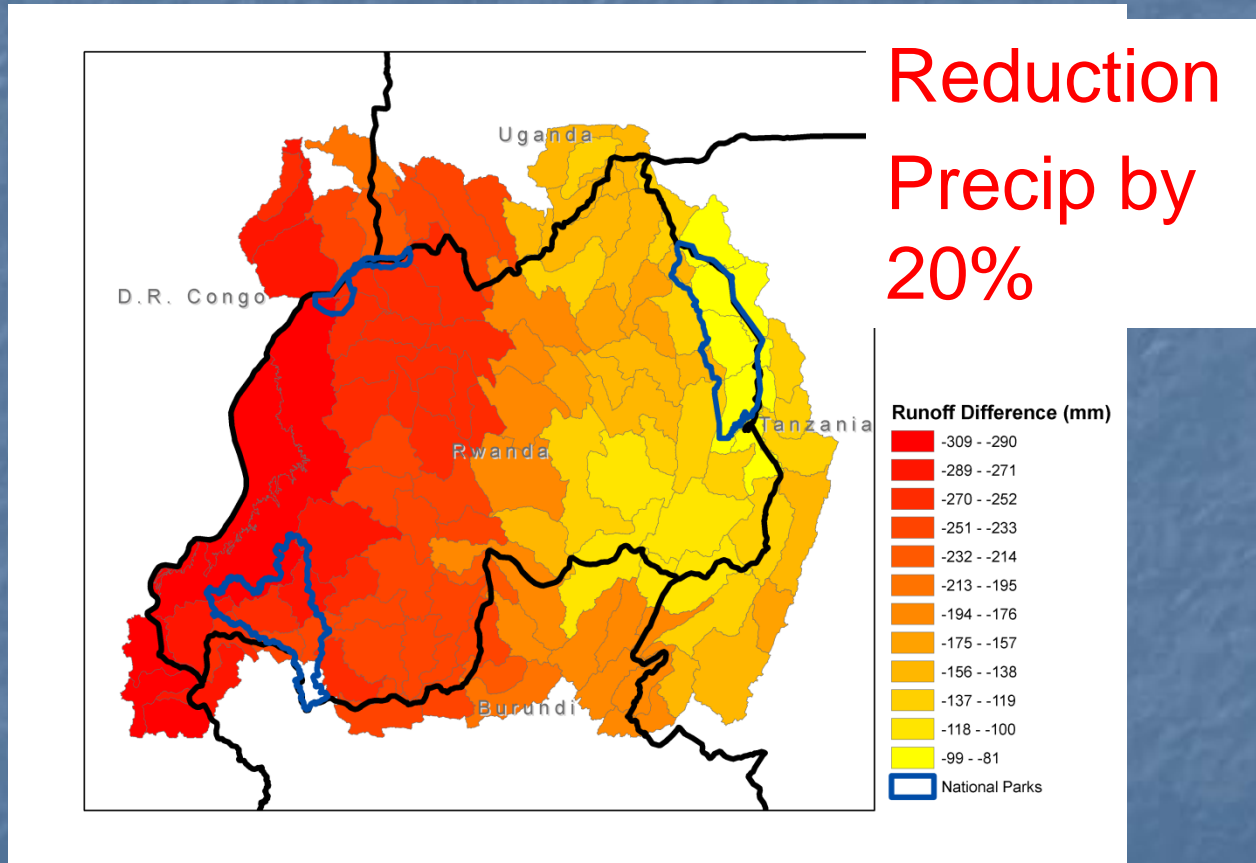 Reduction
Precip by
20%
Uganda
D.R. Congo
Rwanda
Tanzania
Burundi
Runoff Difference (mm)
-309 - -290
-289 - -271
-270 - -252
-251 - -233
-232 - -214
-213 - -195
-194 - -176
-175 - -157
-156 - -138
-137 - -119
-118 - -100
-99 - -81
National Parks